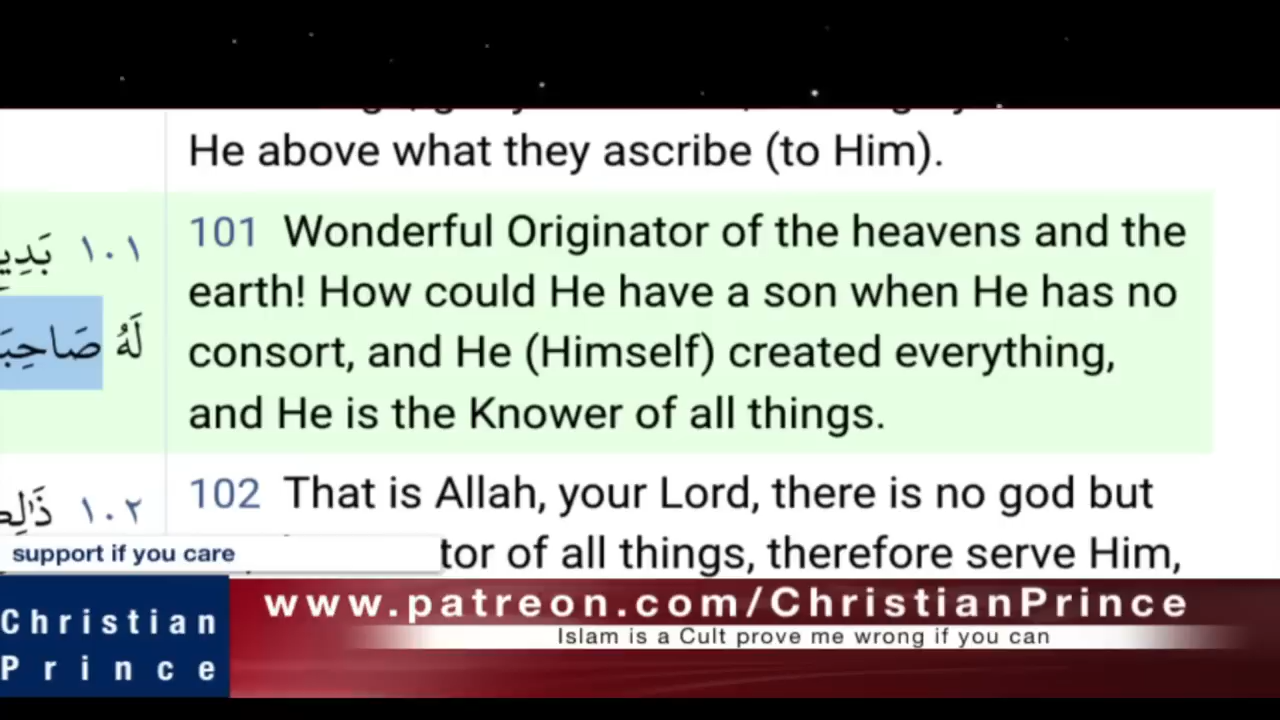 He above what they ascribe (to Him).
١٠١
101 Wonderful Originator of the heavens and the
earth! How could He have a son when He has no
لَهُ
consort, and He (Himself) created everything,
and He is the Knower of all things.
١٠٢
102 That is Allah, your Lord, there is no god but
of all things, therefore serve Him,
support if you care
Christian
Prince
www.patreon.com/ChristianPrince
Islam is a Cult prove me wrong if you can